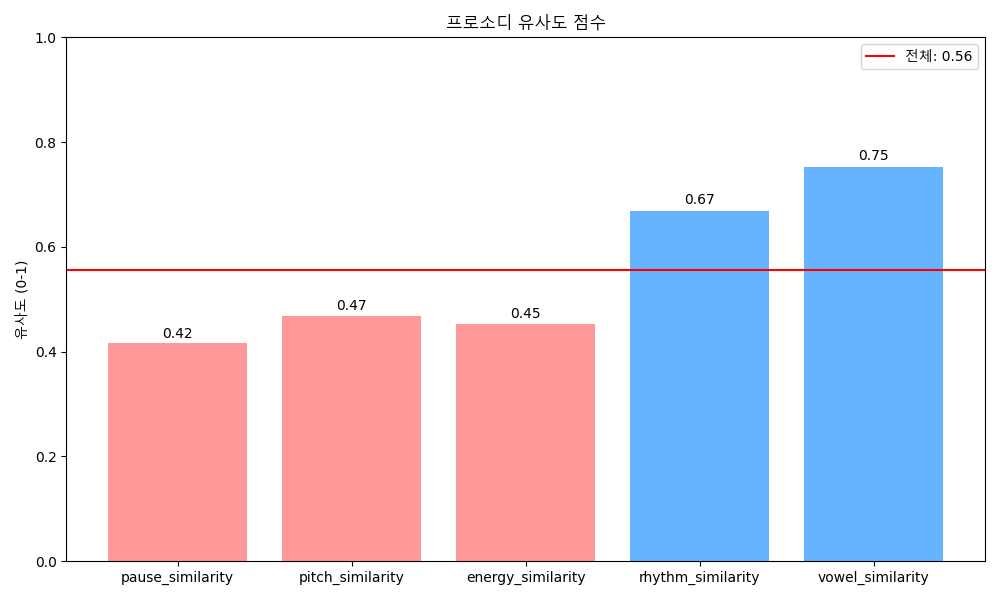 프로소디 유사도 점수
전체: 0.56
유사도 (0-1)
1.0
0.8
0.6
0.4
0.2
0.0
0.42
0.47
0.45
0.67
0.75
pause_similarity
pitch_similarity
energy_similarity
rhythm_similarity
vowel_similarity